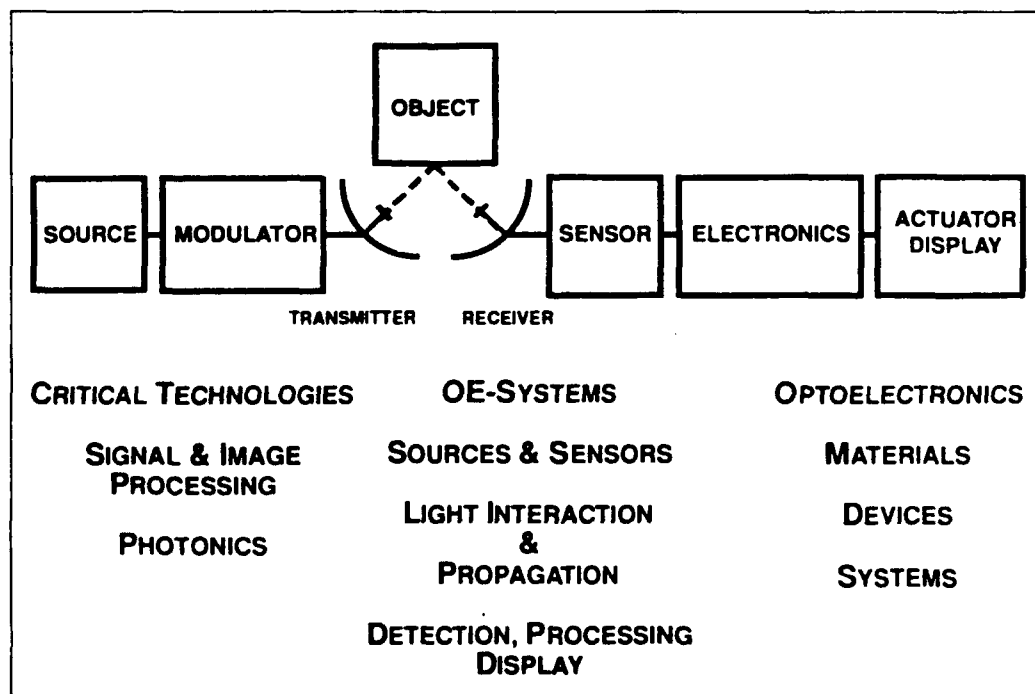 OBJECT
SOURCE
MODULATOR
SENSOR
ELECTRONICS
ACTUATOR
DISPLAY
TRANSMITTER
RECEIVER
CRITICAL TECHNOLOGIES
SIGNAL & IMAGE
PROCESSING
PHOTONICS
OE-SYSTEMS
SOURCES & SENSORS
LIGHT INTERACTION
&
PROPAGATION
DETECTION, PROCESSING
DISPLAY
OPTOELECTRONICS
MATERIALS
DEVICES
SYSTEMS